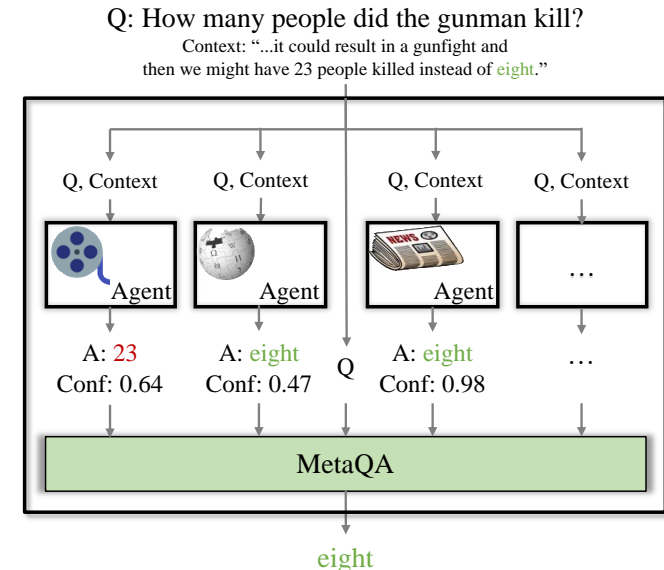 Q: How many people did the gunman kill?
Context: “...it could result in a gunfight and
then we might have 23 people killed instead of eight.”
Q, Context
Q, Context
Q, Context
Q, Context
Agent
Agent
NEWS
Agent
...
A: 23
Conf: 0.64
A: eight
Conf: 0.47
Q
A: eight
Conf: 0.98
...
MetaQA
eight